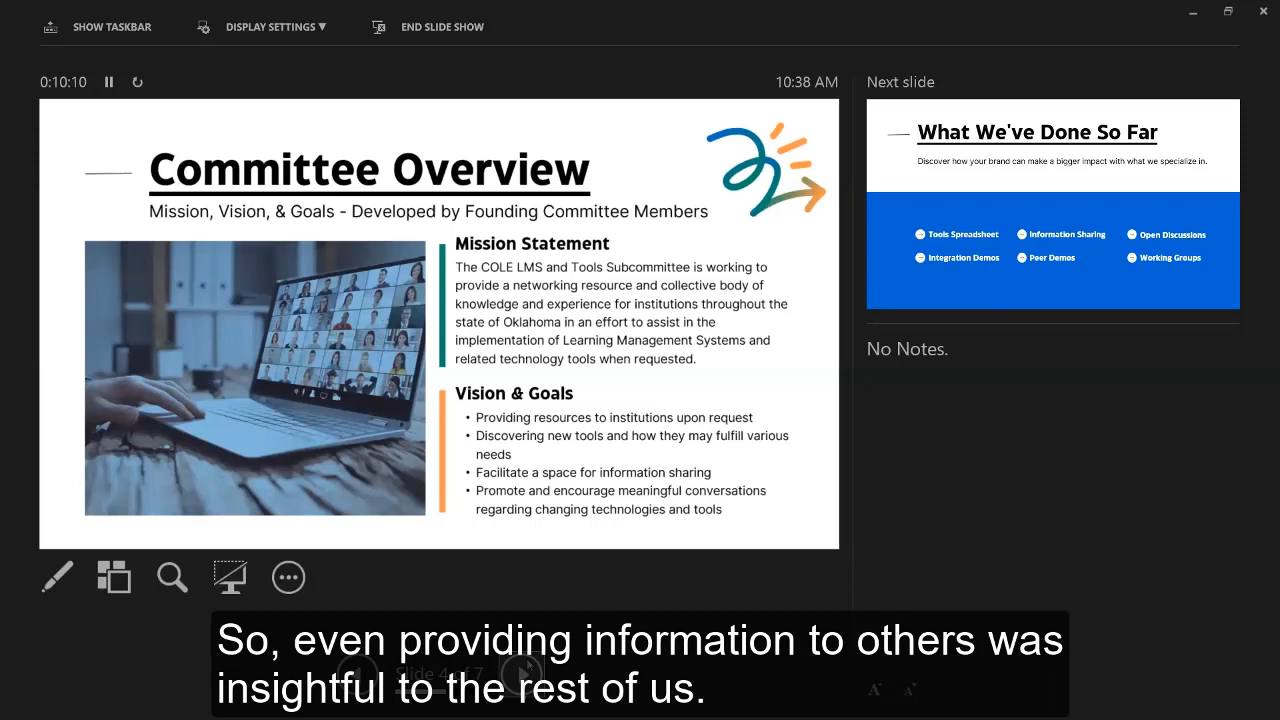 SHOW TASKBAR
DISPLAY SETTINGS ▼
END SLIDE SHOW
0:10:10
10:38 AM
Committee Overview
Mission, Vision, & Goals - Developed by Founding Committee Members
Mission Statement
The COLE LMS and Tools Subcommittee is working to
provide a networking resource and collective body of
knowledge and experience for institutions throughout the
state of Oklahoma in an effort to assist in the
implementation of Learning Management Systems and
related technology tools when requested.
Vision & Goals
• Providing resources to institutions upon request
• Discovering new tools and how they may fulfill various
needs
• Facilitate a space for information sharing
• Promote and encourage meaningful conversations
regarding changing technologies and tools
Next slide
What We've Done So Far
Discover how your brand can make a bigger impact with what we specialize in.
Tools Spreadsheet
Information Sharing
Open Discussions
Integration Demos
Peer Demos
Working Groups
No Notes.
Slide 4 of 7
A A
So, even providing information to others was
insightful to the rest of us.